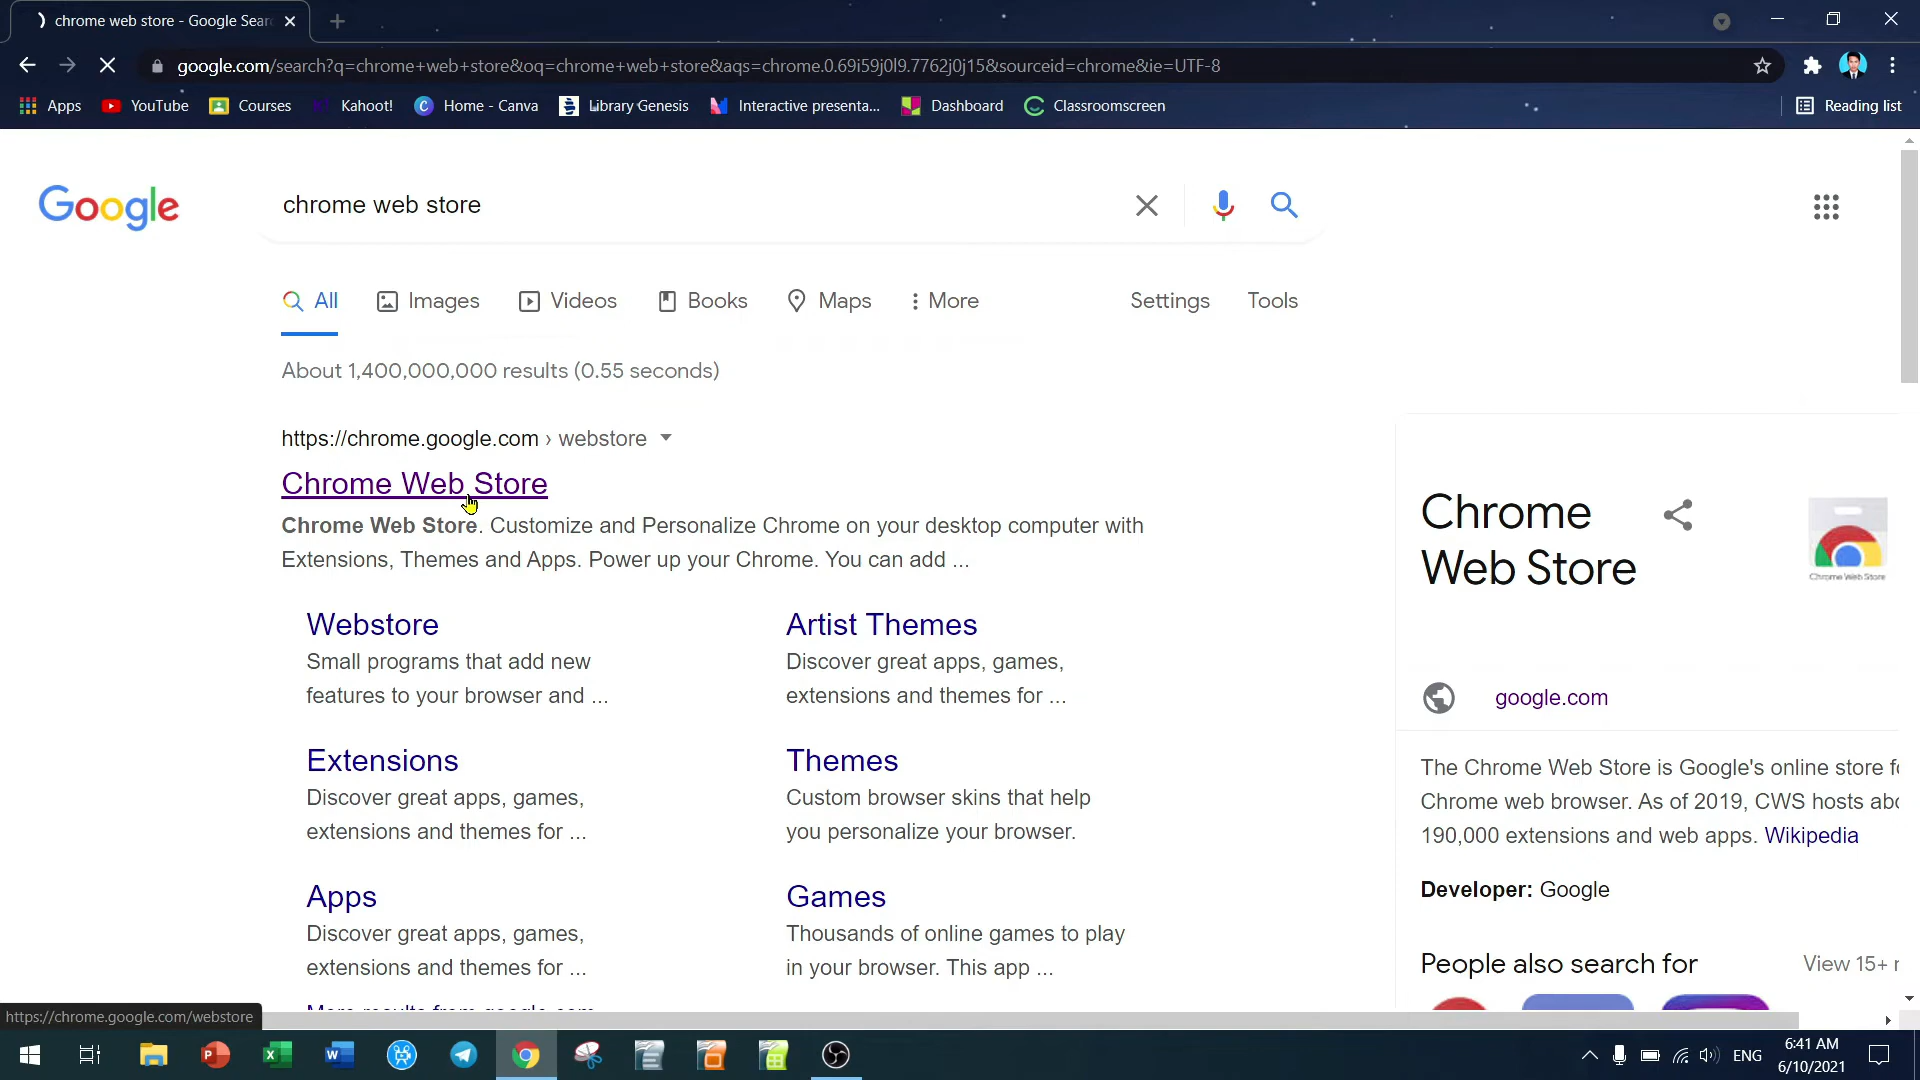 chrome web store - Google Sear
google.com/search?q=chrome+web+store&oq=chrome+web+store&aqs=chrome.0.69i59j0l9.7762j0j15&sourceid=chrome&ie=UTF-8
Apps YouTube Courses Kahoot! Home - Canva Library Genesis Interactive presenta... Dashboard Classroomscreen Reading list
Google
chrome web store
All Images Videos Books Maps More Settings Tools
About 1,400,000,000 results (0.55 seconds)
https://chrome.google.com › webstore
Chrome Web Store
Chrome Web Store. Customize and Personalize Chrome on your desktop computer with
Extensions, Themes and Apps. Power up your Chrome. You can add ...
Webstore
Small programs that add new
features to your browser and ...
Artist Themes
Discover great apps, games,
extensions and themes for ...
Extensions
Discover great apps, games,
extensions and themes for ...
Themes
Custom browser skins that help
you personalize your browser.
Apps
Discover great apps, games,
extensions and themes for ...
Games
Thousands of online games to play
in your browser. This app ...
More results from google.com
Chrome
Web Store
Chrome Web Store
google.com
The Chrome Web Store is Google's online store fo
Chrome web browser. As of 2019, CWS hosts abo
190,000 extensions and web apps. Wikipedia
Developer: Google
People also search for
View 15+ r
https://chrome.google.com/webstore
ENG
6:41 AM
6/10/2021